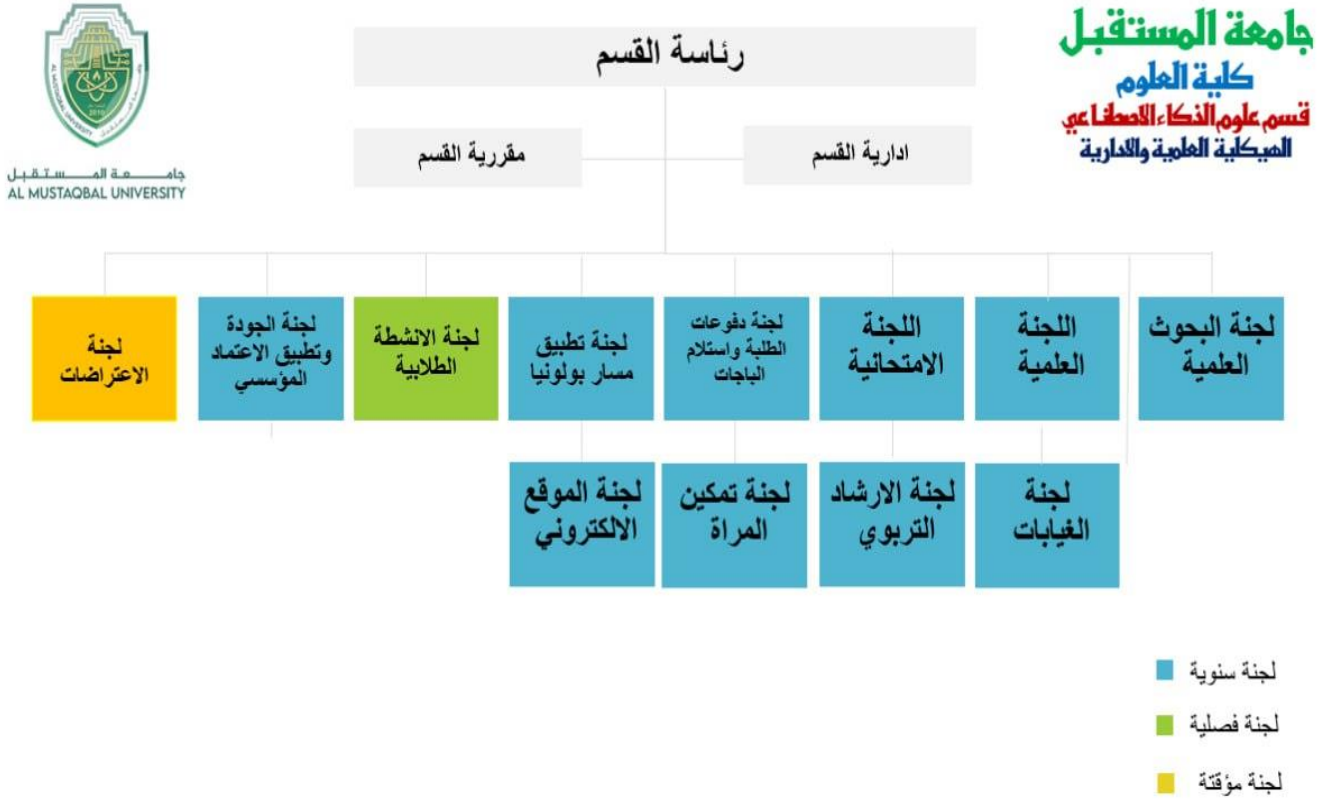 جامعة المستقبل
كلية العلوم
قسم علوم الذكاء الاصطناعي
الهيكلية العلمية والادارية
جامعة المستقبل
AL MUSTAQBAL UNIVERSITY
رئاسة القسم
ادارية القسم
مقررية القسم
لجنة البحوث
العلمية
اللجنة
العلمية
اللجنة
الامتحانية
لجنة دفوعات
الطلبة واستلام
الباجات
لجنة تطبيق
مسار بولونيا
لجنة الانشطة
الطلابية
لجنة الجودة
وتطبيق الاعتماد
المؤسسي
لجنة
الاعتراضات
لجنة
الغيابات
لجنة الارشاد
التربوي
لجنة تمكين
المراة
لجنة الموقع
الالكتروني
لجنة سنوية
لجنة فصلية
لجنة مؤقتة